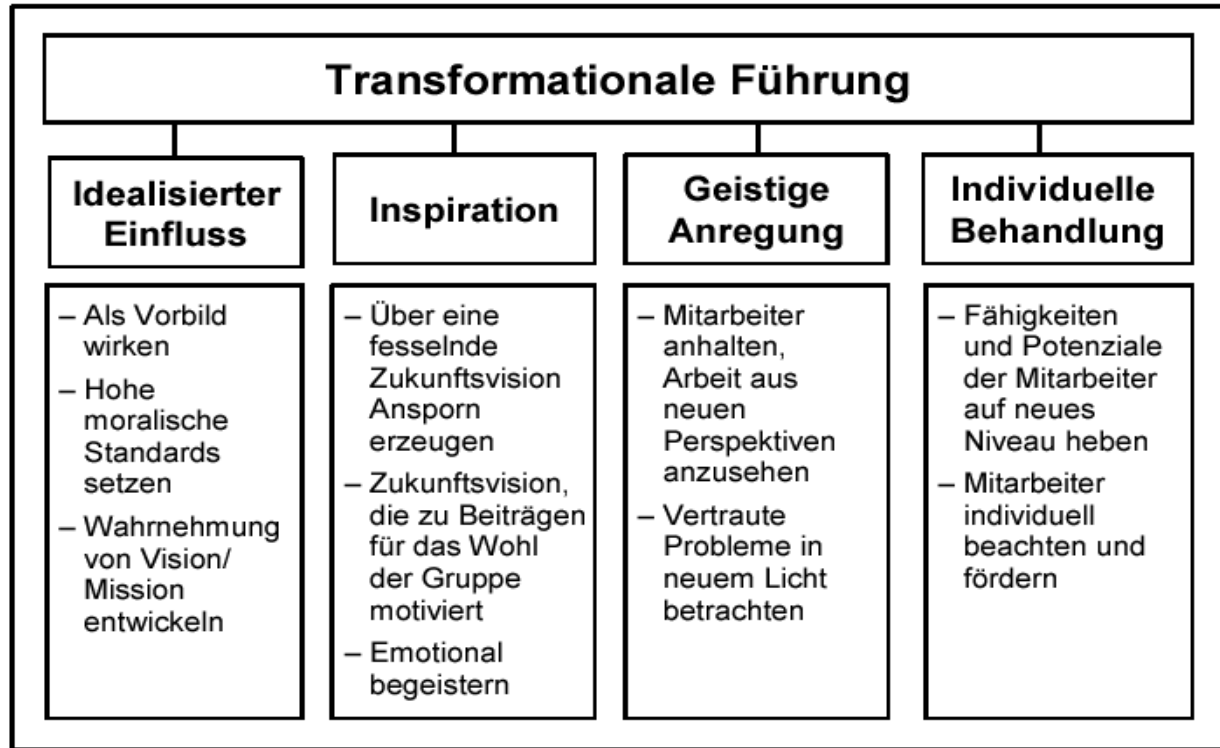 Transformationale Führung
Idealisierter
Einfluss
– Als Vorbild
wirken
– Hohe
moralische
Standards
setzen
– Wahrnehmung
von Vision/
Mission
entwickeln
Inspiration
– Über eine
fesselnde
Zukunftsvision
Ansporn
erzeugen
– Zukunftsvision,
die zu Beiträgen
für das Wohl
der Gruppe
motiviert
– Emotional
begeistern
Geistige
Anregung
– Mitarbeiter
anhalten,
Arbeit aus
neuen
Perspektiven
anzusehen
– Vertraute
Probleme in
neuem Licht
betrachten
Individuelle
Behandlung
– Fähigkeiten
und Potenziale
der Mitarbeiter
auf neues
Niveau heben
– Mitarbeiter
individuell
beachten und
fördern